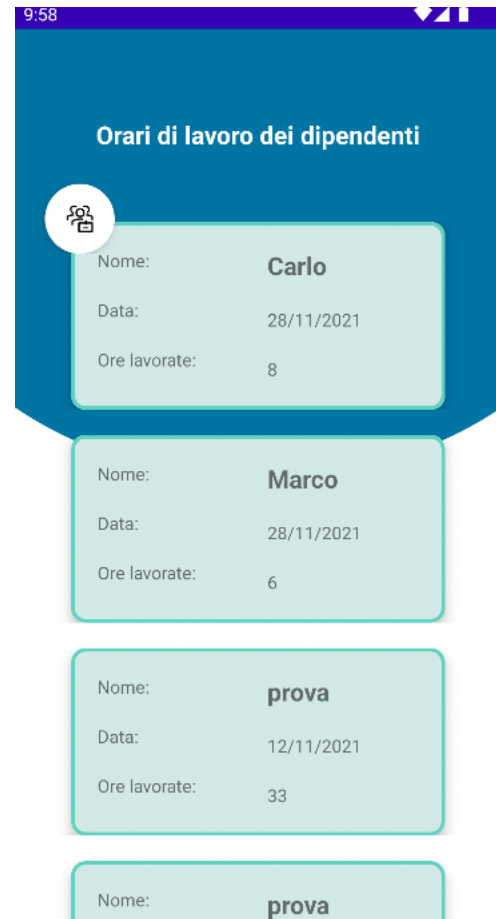 9:58
Orari di lavoro dei dipendenti
Nome: Carlo
Data: 28/11/2021
Ore lavorate: 8
Nome: Marco
Data: 28/11/2021
Ore lavorate: 6
Nome: prova
Data: 12/11/2021
Ore lavorate: 33
Nome: prova